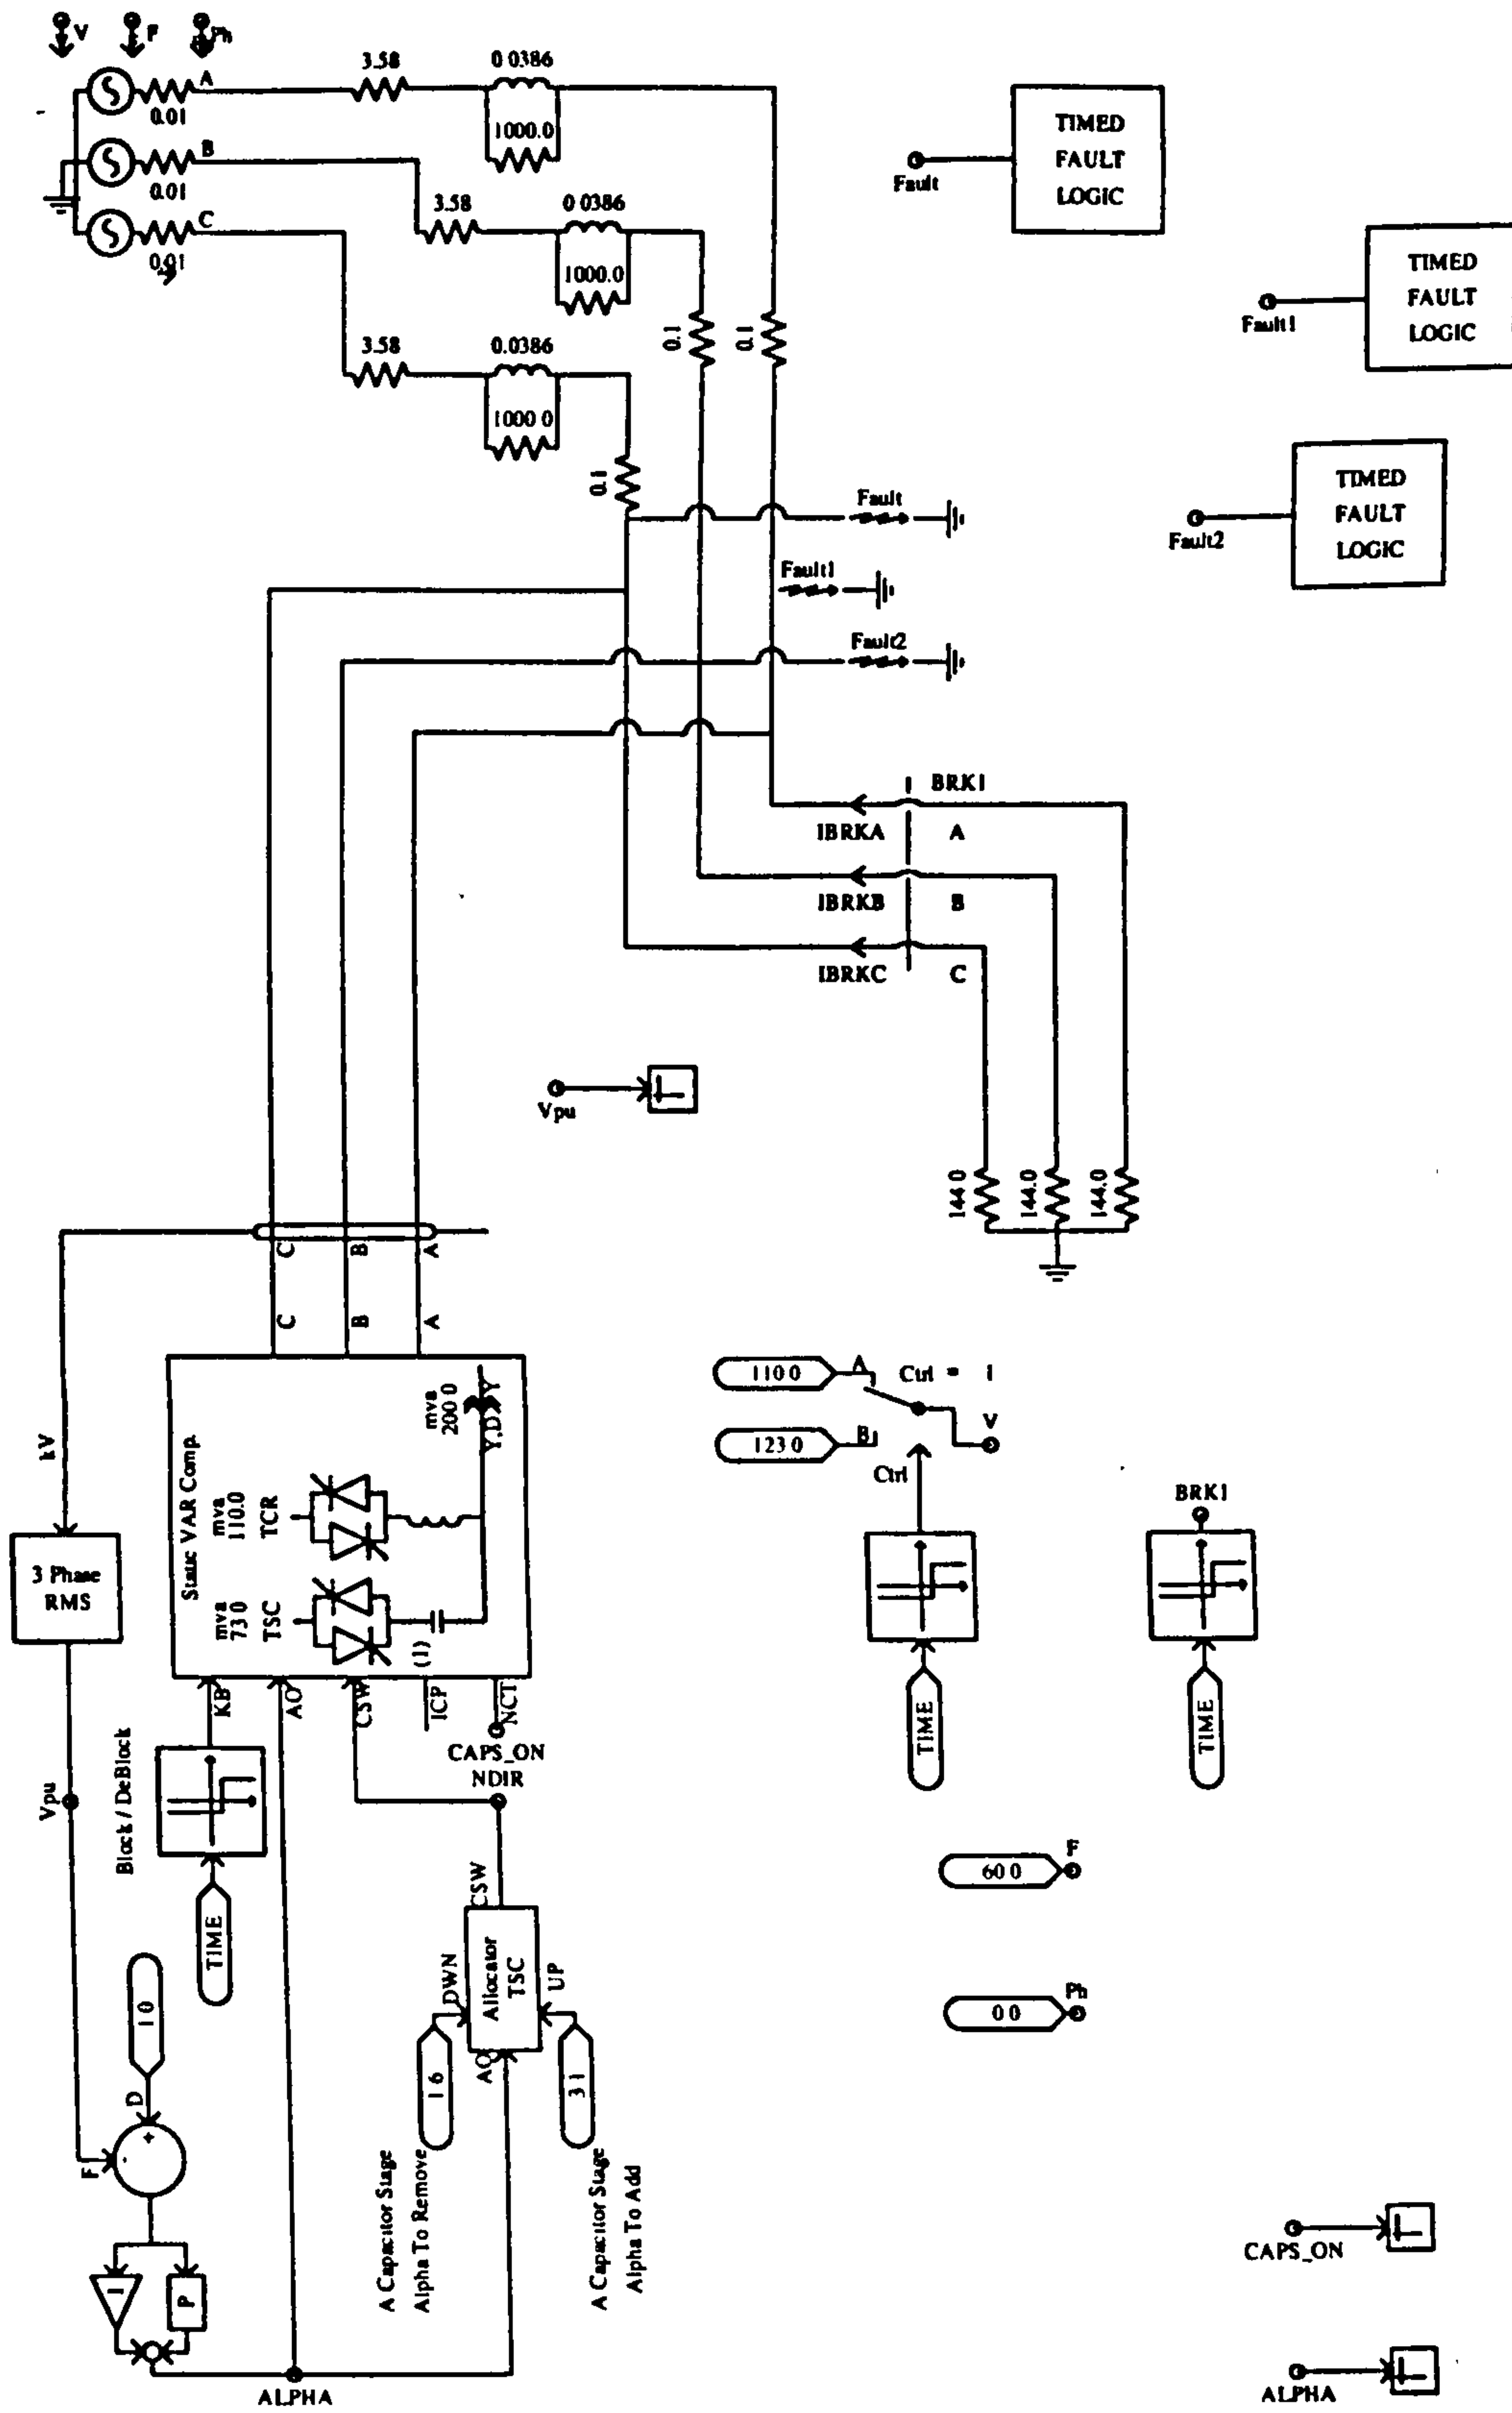 V
F
Ph
A
0.01
3.58
0 0386
1000.0
B
0.01
3.58
0 0386
1000.0
C
0.01
3.58
0.0386
1000 0
0.1
0.1
0.1
TIMED
FAULT
LOGIC
Fault
TIMED
FAULT
LOGIC
Fault1
TIMED
FAULT
LOGIC
Fault2
Fault
Fault1
Fault2
BRK1
IBRKA
A
IBRKB
B
IBRKC
C
Vpu
144 0
144.0
144.0
C
B
A
C
B
A
kV
3 Phase
RMS
Static VAR Comp.
mva
200 0
Y,D
Y
mva
110.0
TCR
mva
73 0
TSC
(1)
KB
AO
CSW
ICP
NCT
CAPS_ON
NDIR
Vpu
Block / DeBlock
TIME
110 0
A
Ctrl = 1
123 0
B
V
Ctrl
TIME
BRK1
TIME
60 0
F
0 0
Ph
1 0
D
+
-
F
I
P
ALPHA
CSW
DWN
Allocator
TSC
UP
AO
1 6
3 1
A Capacitor Stage
Alpha To Remove
A Capacitor Stage
Alpha To Add
CAPS_ON
ALPHA